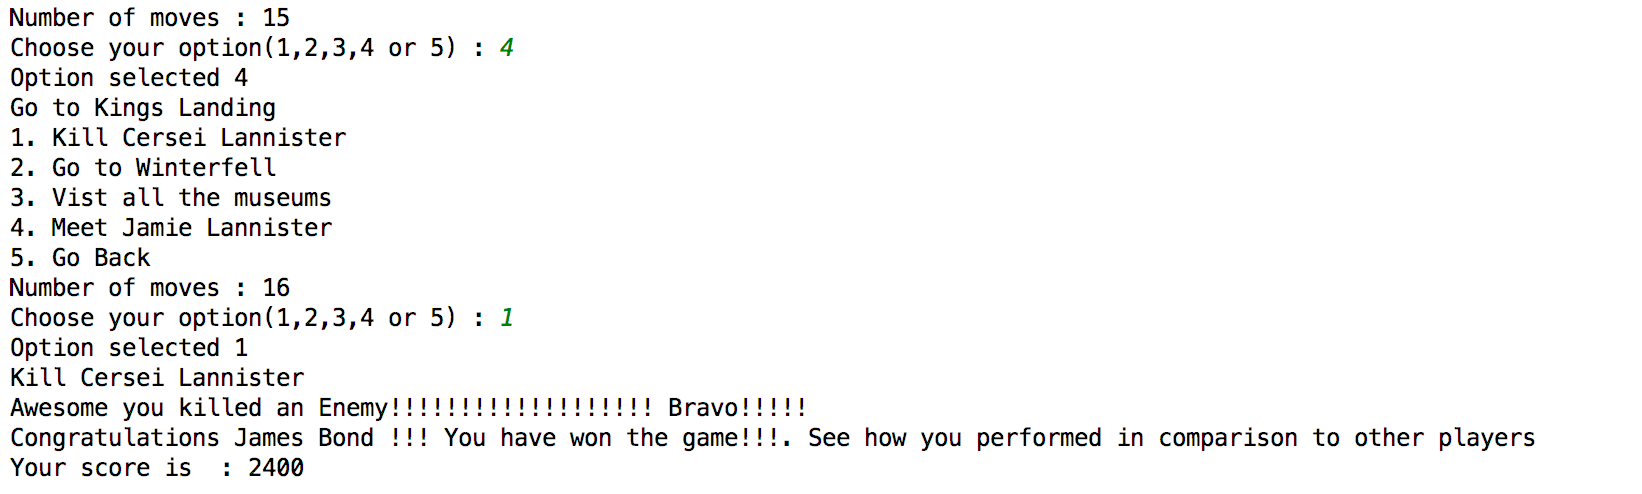 Number of moves : 15
Choose your option(1,2,3,4 or 5) : 4
Option selected 4
Go to Kings Landing
1. Kill Cersei Lannister
2. Go to Winterfell
3. Vist all the museums
4. Meet Jamie Lannister
5. Go Back
Number of moves : 16
Choose your option(1,2,3,4 or 5) : 1
Option selected 1
Kill Cersei Lannister
Awesome you killed an Enemy!!!!!!!!!!!!!!!!!!! Bravo!!!!!
Congratulations James Bond !!! You have won the game!!!. See how you performed in comparison to other players
Your score is  : 2400